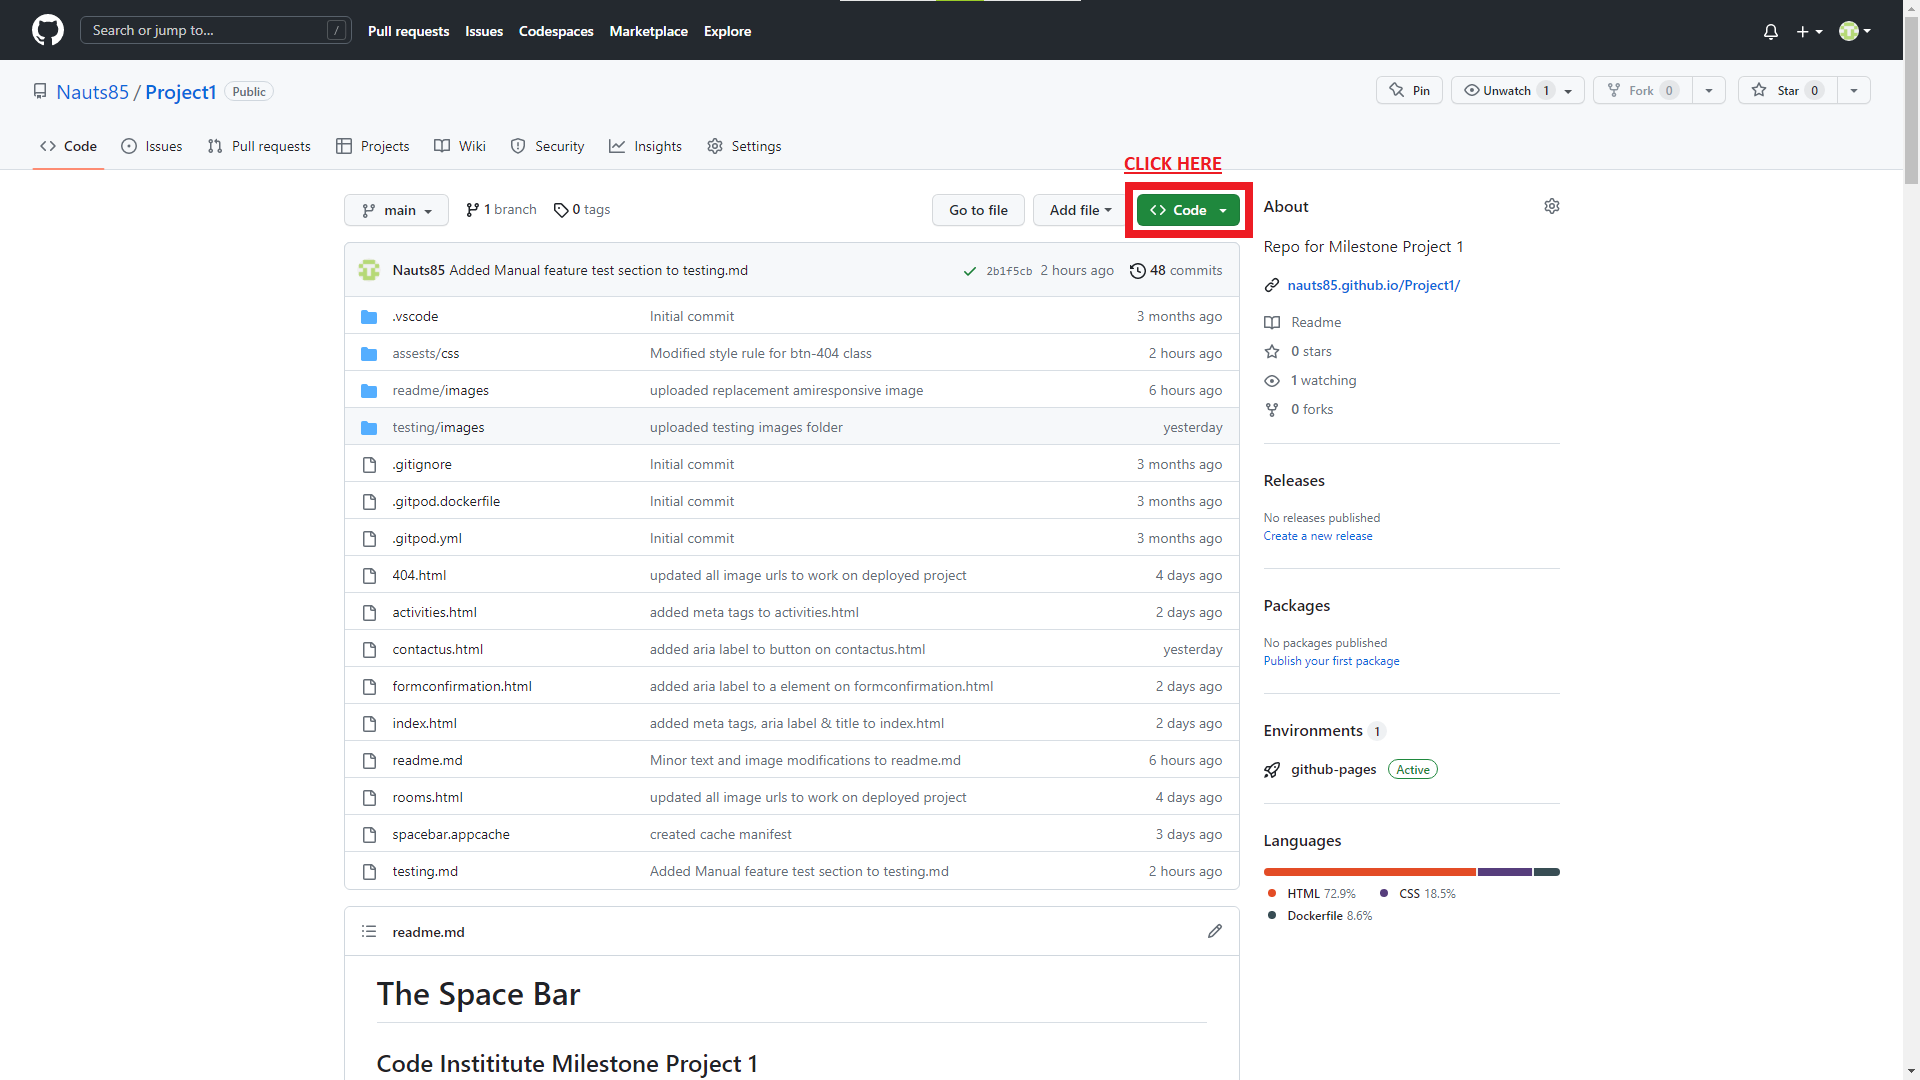 Search or jump to... /
Pull requests Issues Codespaces Marketplace Explore
Nauts85 / Project1 Public
Pin Unwatch 1 Fork 0 Star 0
Code Issues Pull requests Projects Wiki Security Insights Settings
CLICK HERE
main 1 branch 0 tags Go to file Add file Code
Nauts85 Added Manual feature test section to testing.md 2b1f5cb 2 hours ago 48 commits
.vscode Initial commit 3 months ago
assests/css Modified style rule for btn-404 class 2 hours ago
readme/images uploaded replacement amiresponsive image 6 hours ago
testing/images uploaded testing images folder yesterday
.gitignore Initial commit 3 months ago
.gitpod.dockerfile Initial commit 3 months ago
.gitpod.yml Initial commit 3 months ago
404.html updated all image urls to work on deployed project 4 days ago
activities.html added meta tags to activities.html 2 days ago
contactus.html added aria label to button on contactus.html yesterday
formconfirmation.html added aria label to a element on formconfirmation.html 2 days ago
index.html added meta tags, aria label & title to index.html 2 days ago
readme.md Minor text and image modifications to readme.md 6 hours ago
rooms.html updated all image urls to work on deployed project 4 days ago
spacebar.appcache created cache manifest 3 days ago
testing.md Added Manual feature test section to testing.md 2 hours ago
readme.md
The Space Bar
Code Instititute Milestone Project 1
About
Repo for Milestone Project 1
nauts85.github.io/Project1/
Readme
0 stars
1 watching
0 forks
Releases
No releases published
Create a new release
Packages
No packages published
Publish your first package
Environments 1
github-pages Active
Languages
HTML 72.9% CSS 18.5%
Dockerfile 8.6%